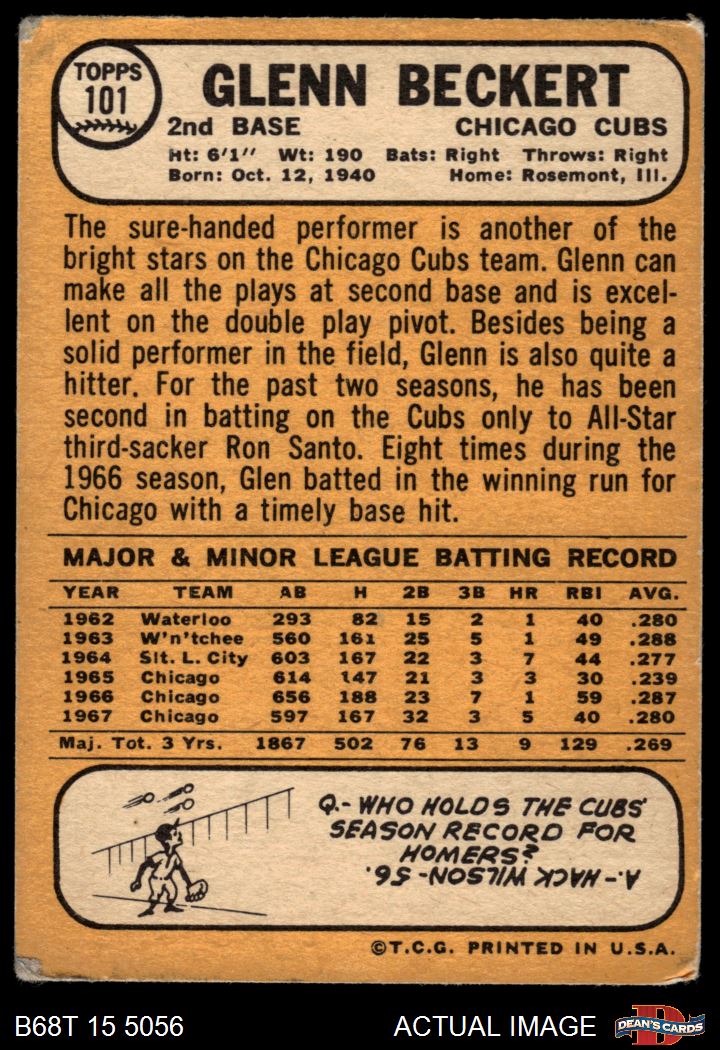 TOPPS
101
GLENN BECKERT
2nd BASE CHICAGO CUBS
Ht: 6'1" Wt: 190 Bats: Right Throws: Right
Born: Oct. 12, 1940 Home: Rosemont, Ill.
The sure-handed performer is another of the
bright stars on the Chicago Cubs team. Glenn can
make all the plays at second base and is excel-
lent on the double play pivot. Besides being a
solid performer in the field, Glenn is also quite a
hitter. For the past two seasons, he has been
second in batting on the Cubs only to All-Star
third-sacker Ron Santo. Eight times during the
1966 season, Glen batted in the winning run for
Chicago with a timely base hit.
MAJOR & MINOR LEAGUE BATTING RECORD
YEAR TEAM AB H 2B 3B HR RBI AVG.
1962 Waterloo 293 82 15 2 1 40 .280
1963 W'n'tchee 560 161 25 5 1 49 .288
1964 Slt. L. City 603 167 22 3 7 44 .277
1965 Chicago 614 147 21 3 3 30 .239
1966 Chicago 656 188 23 7 1 59 .287
1967 Chicago 597 167 32 3 5 40 .280
Maj. Tot. 3 Yrs. 1867 502 76 13 9 129 .269
Q.- WHO HOLDS THE CUBS'
SEASON RECORD FOR
HOMERS?
A.- HACK WILSON-56.
©T.C.G. PRINTED IN U.S.A.
B68T 15 5056 ACTUAL IMAGE DEAN'S CARDS